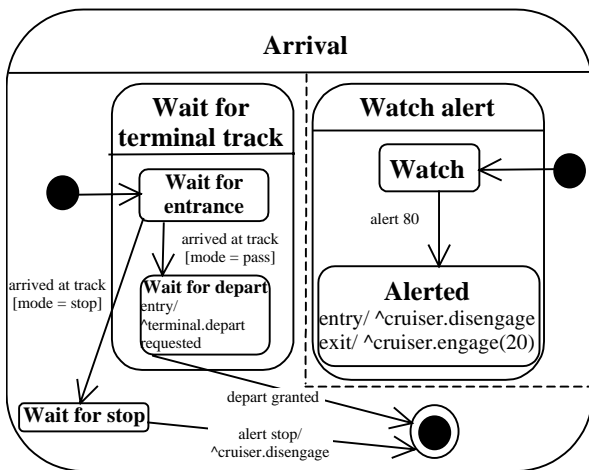 Arrival
Wait for
terminal track
Wait for
entrance
arrived at track
[mode = pass]
arrived at track
[mode = stop]
Wait for depart
entry/
^terminal.depart
requested
Wait for stop
depart granted
alert stop/
^cruiser.disengage
Watch alert
Watch
alert 80
Alerted
entry/ ^cruiser.disengage
exit/ ^cruiser.engage(20)